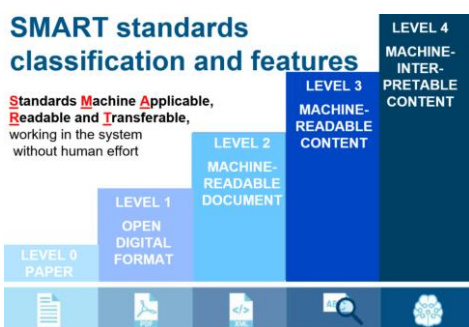 SMART standards
classification and features
Standards Machine Applicable,
Readable and Transferable,
working in the system
without human effort
LEVEL 0
PAPER
LEVEL 1
OPEN
DIGITAL
FORMAT
LEVEL 2
MACHINE-
READABLE
DOCUMENT
LEVEL 3
MACHINE-
READABLE
CONTENT
LEVEL 4
MACHINE-
INTER-
PRETABLE
CONTENT
PDF
</>
XML